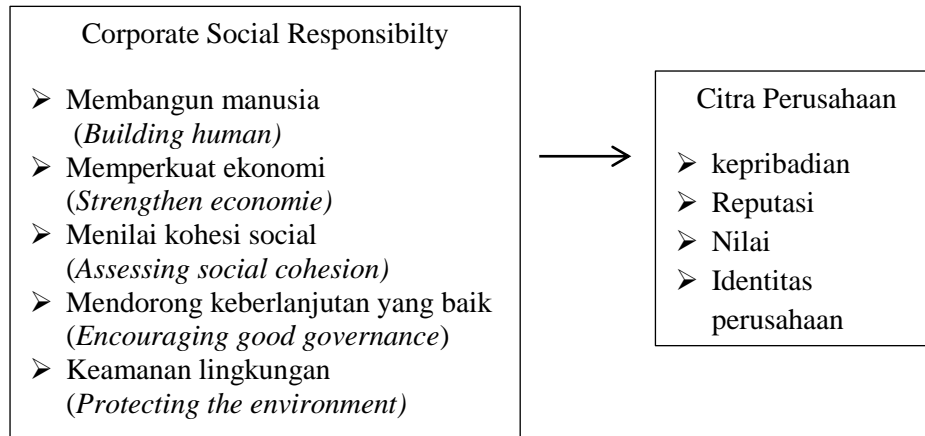 Corporate Social Responsibilty
➢ Membangun manusia
(Building human)
➢ Memperkuat ekonomi
(Strengthen economie)
➢ Menilai kohesi social
(Assessing social cohesion)
➢ Mendorong keberlanjutan yang baik
(Encouraging good governance)
➢ Keamanan lingkungan
(Protecting the environment)
Citra Perusahaan
➢ kepribadian
➢ Reputasi
➢ Nilai
➢ Identitas
perusahaan